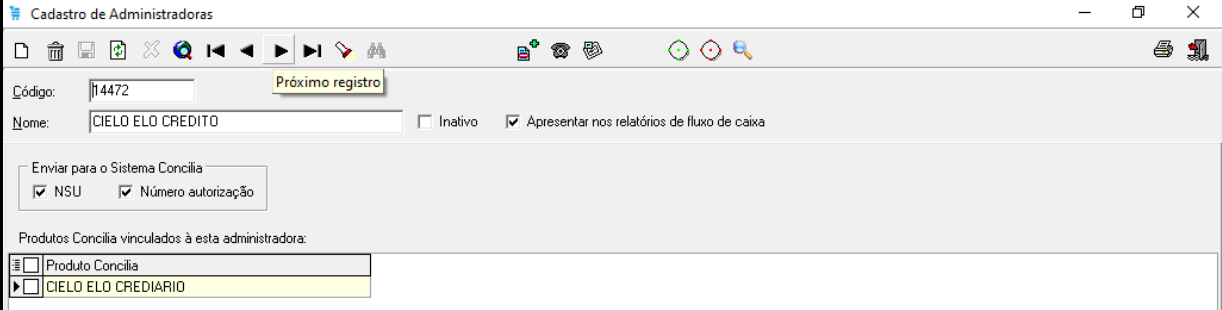 Cadastro de Administradoras
Próximo registro
Código: 14472
Nome: CIELO ELO CREDITO Inativo Apresentar nos relatórios de fluxo de caixa
Enviar para o Sistema Concilia
NSU Número autorização
Produtos Concilia vinculados à esta administradora:
Produto Concilia
CIELO ELO CREDIARIO